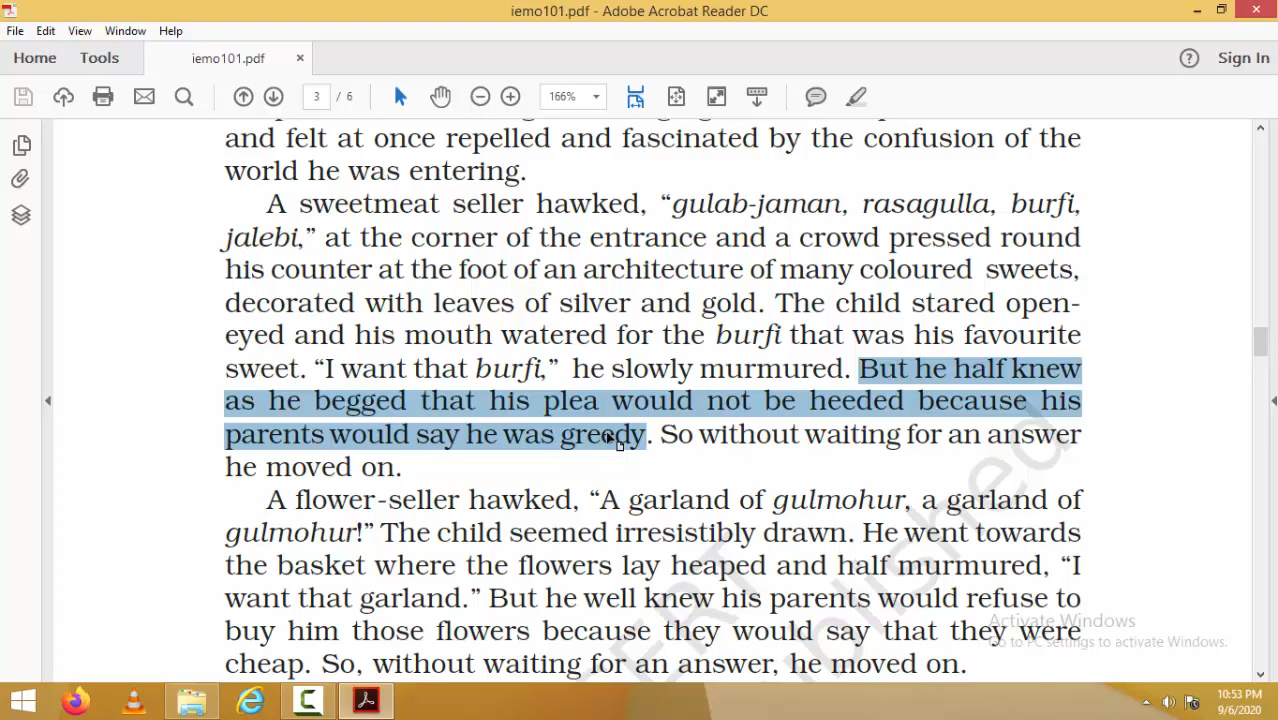 iemo101.pdf - Adobe Acrobat Reader DC
File Edit View Window Help
Home Tools iemo101.pdf × Sign In
3 / 6 166%
and felt at once repelled and fascinated by the confusion of the
world he was entering.
A sweetmeat seller hawked, “gulab-jaman, rasagulla, burfi,
jalebi,” at the corner of the entrance and a crowd pressed round
his counter at the foot of an architecture of many coloured sweets,
decorated with leaves of silver and gold. The child stared open-
eyed and his mouth watered for the burfi that was his favourite
sweet. “I want that burfi,” he slowly murmured. But he half knew
as he begged that his plea would not be heeded because his
parents would say he was greedy. So without waiting for an answer
he moved on.
A flower-seller hawked, “A garland of gulmohur, a garland of
gulmohur!” The child seemed irresistibly drawn. He went towards
the basket where the flowers lay heaped and half murmured, “I
want that garland.” But he well knew his parents would refuse to
buy him those flowers because they would say that they were
cheap. So, without waiting for an answer, he moved on.
Activate Windows
Go to PC settings to activate Windows.
10:53 PM
9/6/2020